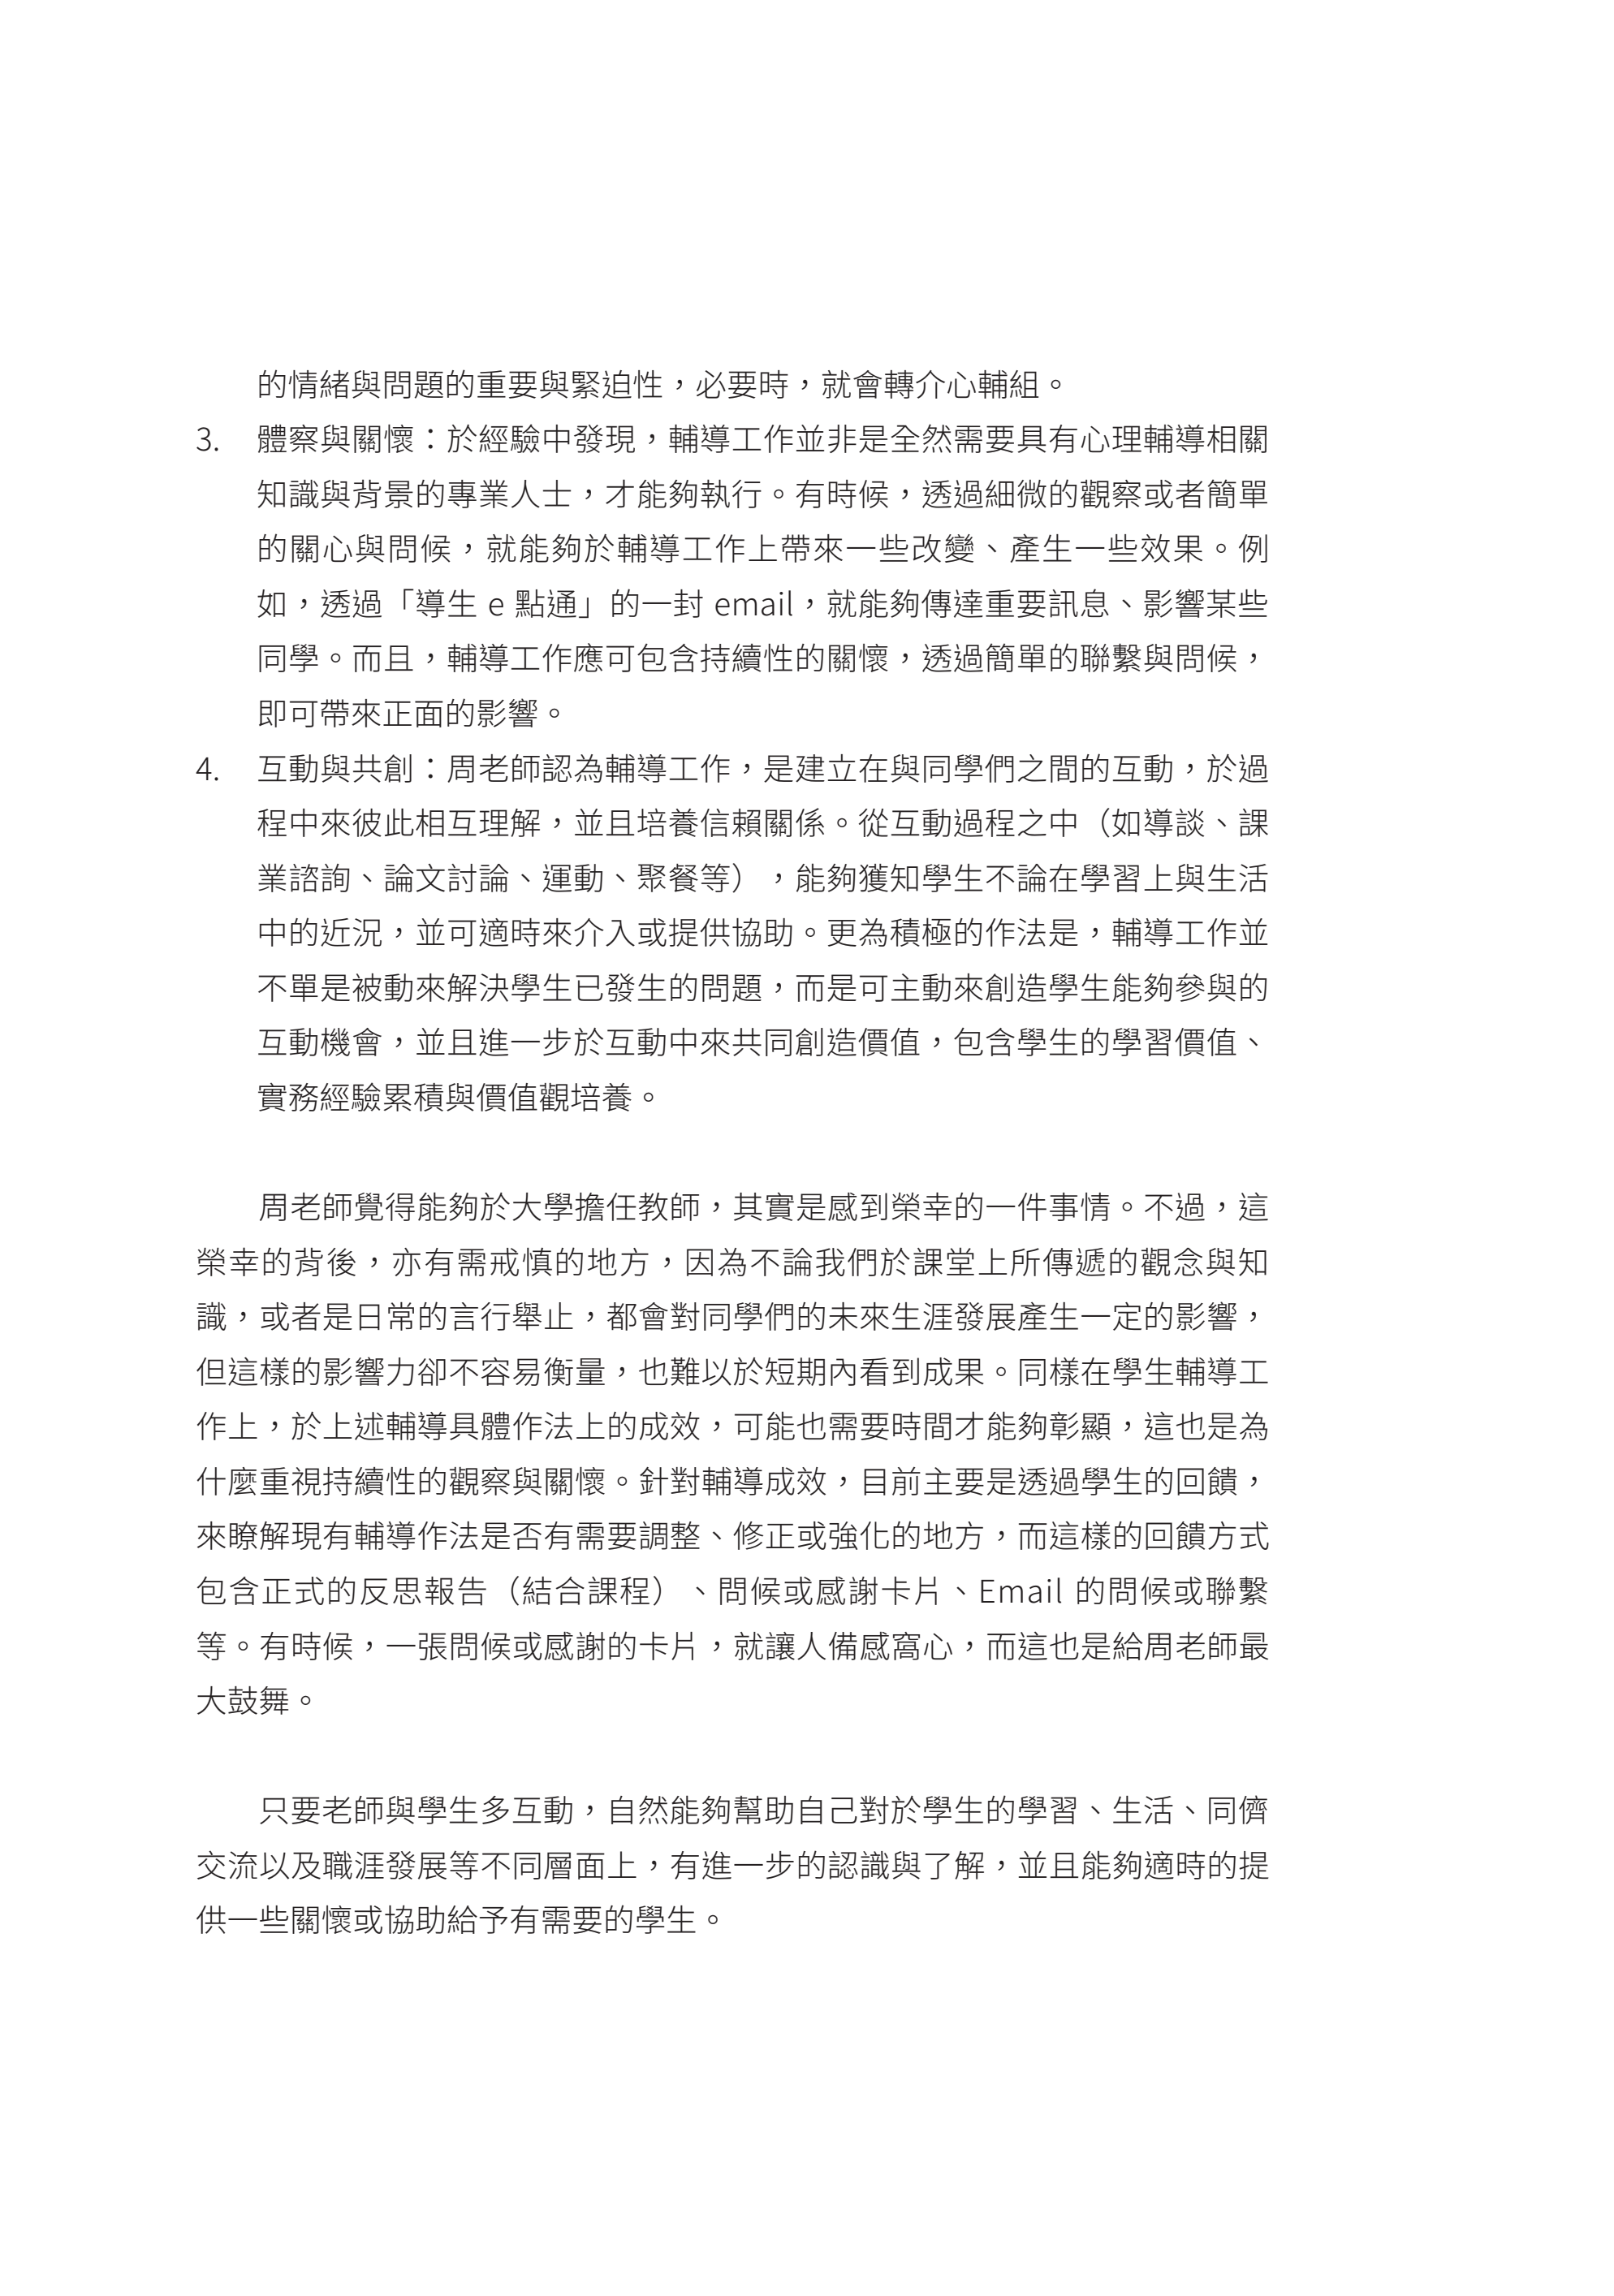 的情緒與問題的重要與緊迫性，必要時，就會轉介心輔組。
3. 體察與關懷：於經驗中發現，輔導工作並非是全然需要具有心理輔導相關
知識與背景的專業人士，才能夠執行。有時候，透過細微的觀察或者簡單
的關心與問候，就能夠於輔導工作上帶來一些改變、產生一些效果。例
如，透過「導生 e 點通」的一封 email，就能夠傳達重要訊息、影響某些
同學。而且，輔導工作應可包含持續性的關懷，透過簡單的聯繫與問候，
即可帶來正面的影響。
4. 互動與共創：周老師認為輔導工作，是建立在與同學們之間的互動，於過
程中來彼此相互理解，並且培養信賴關係。從互動過程之中（如導談、課
業諮詢、論文討論、運動、聚餐等），能夠獲知學生不論在學習上與生活
中的近況，並可適時來介入或提供協助。更為積極的作法是，輔導工作並
不單是被動來解決學生已發生的問題，而是可主動來創造學生能夠參與的
互動機會，並且進一步於互動中來共同創造價值，包含學生的學習價值、
實務經驗累積與價值觀培養。
周老師覺得能夠於大學擔任教師，其實是感到榮幸的一件事情。不過，這
榮幸的背後，亦有需戒慎的地方，因為不論我們於課堂上所傳遞的觀念與知
識，或者是日常的言行舉止，都會對同學們的未來生涯發展產生一定的影響，
但這樣的影響力卻不容易衡量，也難以於短期內看到成果。同樣在學生輔導工
作上，於上述輔導具體作法上的成效，可能也需要時間才能夠彰顯，這也是為
什麼重視持續性的觀察與關懷。針對輔導成效，目前主要是透過學生的回饋，
來瞭解現有輔導作法是否有需要調整、修正或強化的地方，而這樣的回饋方式
包含正式的反思報告（結合課程）、問候或感謝卡片、Email 的問候或聯繫
等。有時候，一張問候或感謝的卡片，就讓人備感窩心，而這也是給周老師最
大鼓舞。
只要老師與學生多互動，自然能夠幫助自己對於學生的學習、生活、同儕
交流以及職涯發展等不同層面上，有進一步的認識與了解，並且能夠適時的提
供一些關懷或協助給予有需要的學生。